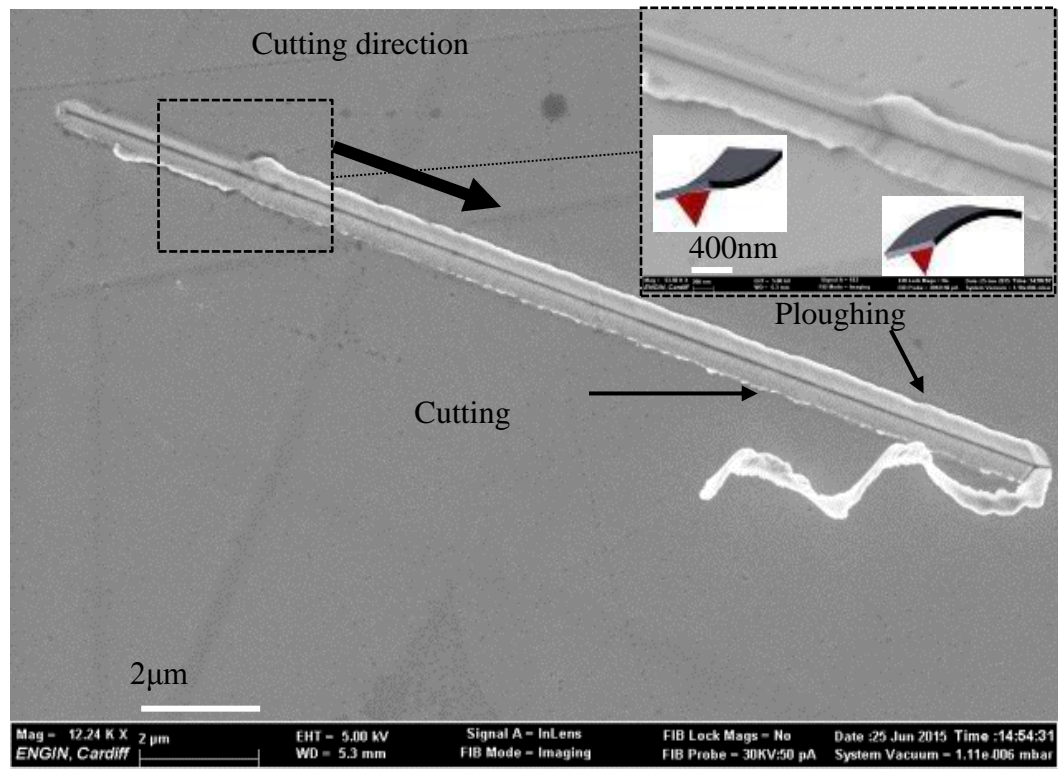 Cutting direction
400nm
Ploughing
Cutting
2μm
Mag = 12.24 K X 2 μm EHT = 5.00 kV Signal A = InLens FIB Lock Mags = No Date :25 Jun 2015 Time :14:54:31
ENGIN, Cardiff WD = 5.3 mm FIB Mode = Imaging FIB Probe = 30KV:50 pA System Vacuum = 1.11e-006 mbar